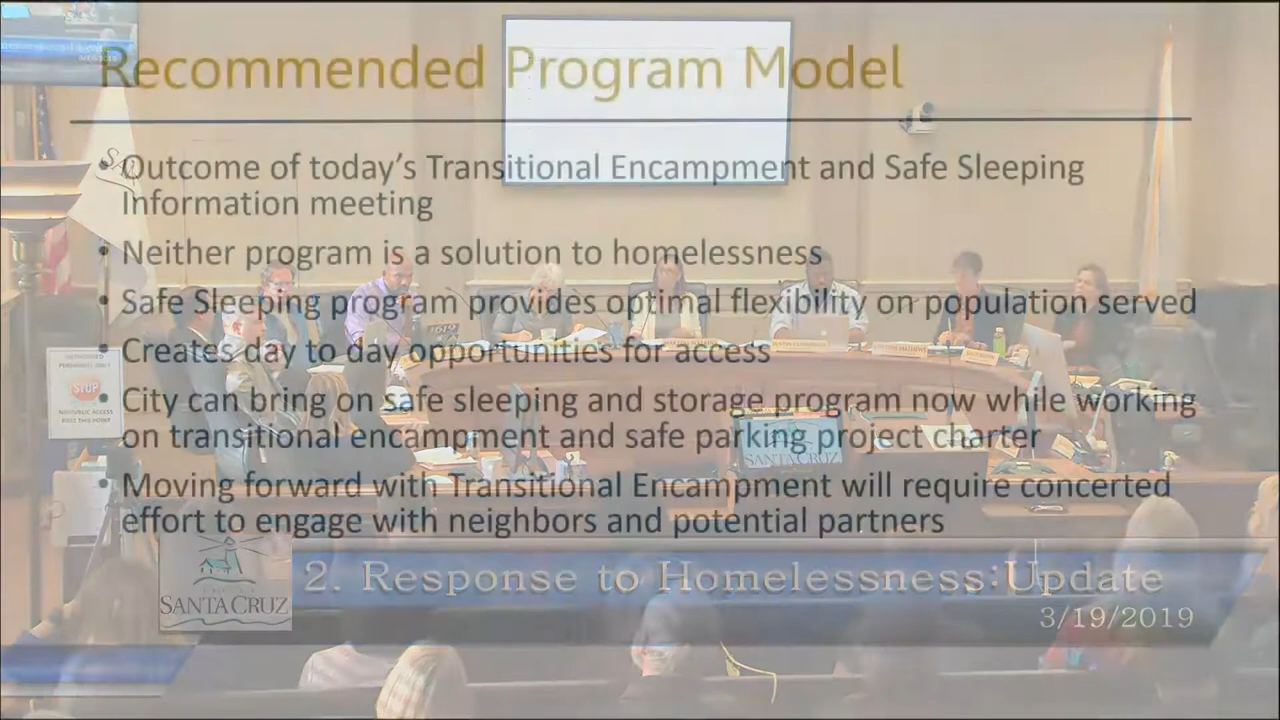 Recommended Program Model
• Outcome of today's Transitional Encampment and Safe Sleeping
Information meeting
• Neither program is a solution to homelessness
• Safe Sleeping program provides optimal flexibility on population served
• Creates day to day opportunities for access
• City can bring on safe sleeping and storage program now while working
on transitional encampment and safe parking project charter
• Moving forward with Transitional Encampment will require concerted
effort to engage with neighbors and potential partners
STOP
SANTA CRUZ
2. Response to Homelessness:Update
SANTA CRUZ
3/19/2019